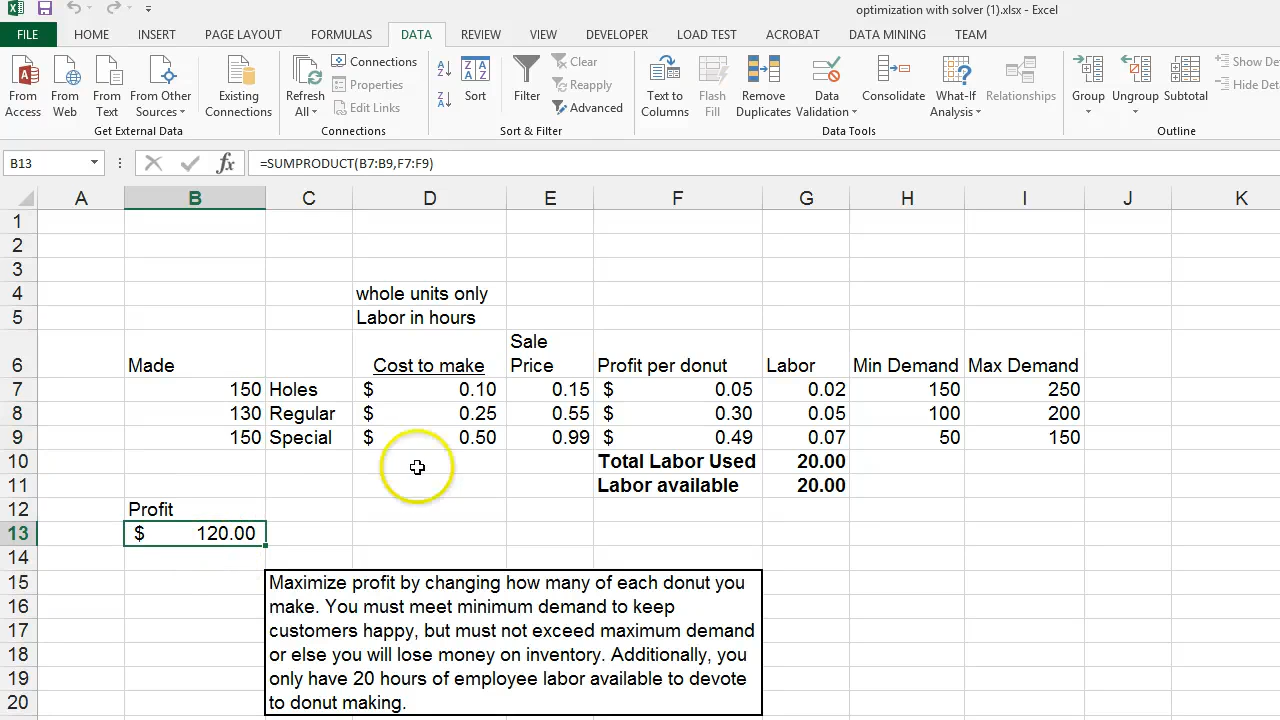 optimization with solver (1).xlsx - Excel
FILE HOME INSERT PAGE LAYOUT FORMULAS DATA REVIEW VIEW DEVELOPER LOAD TEST ACROBAT DATA MINING TEAM
From Access
From Web
From Text
From Other Sources
Existing Connections
Get External Data
Refresh All
Connections
Properties
Edit Links
Connections
Sort
Filter
Clear
Reapply
Advanced
Sort & Filter
Text to Columns
Flash Fill
Remove Duplicates
Data Validation
Consolidate
What-If Analysis
Relationships
Data Tools
Group
Ungroup
Subtotal
Show De
Hide Det
Outline
B13 fx =SUMPRODUCT(B7:B9,F7:F9)
A B C D E F G H I J K
1
2
3
4 whole units only
5 Labor in hours
6 Made Cost to make Sale Price Profit per donut Labor Min Demand Max Demand
7 150 Holes $ 0.10 0.15 $ 0.05 0.02 150 250
8 130 Regular $ 0.25 0.55 $ 0.30 0.05 100 200
9 150 Special $ 0.50 0.99 $ 0.49 0.07 50 150
10 Total Labor Used 20.00
11 Labor available 20.00
12 Profit
13 $ 120.00
14
15 Maximize profit by changing how many of each donut you
16 make. You must meet minimum demand to keep
17 customers happy, but must not exceed maximum demand
18 or else you will lose money on inventory. Additionally, you
19 only have 20 hours of employee labor available to devote
20 to donut making.